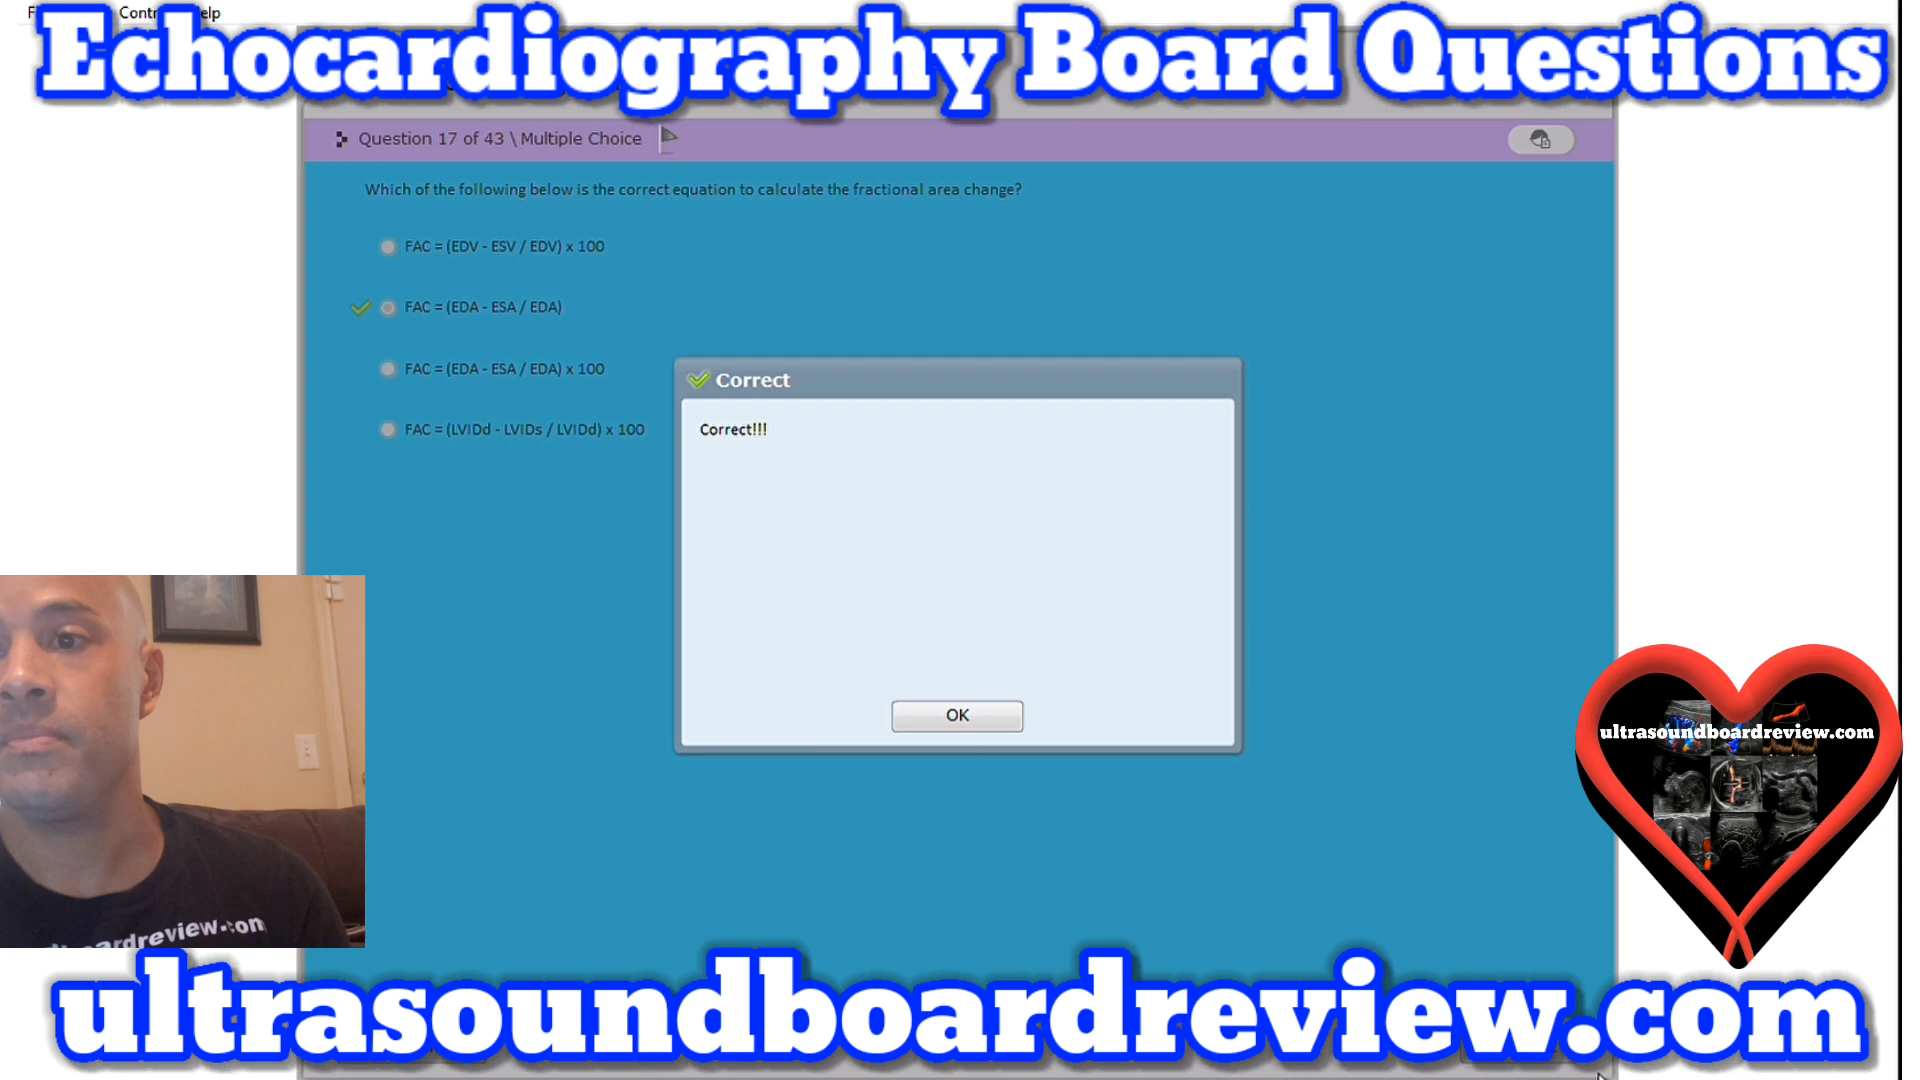 Echocardiography Board Questions
Question 17 of 43 \ Multiple Choice
Which of the following below is the correct equation to calculate the fractional area change?
FAC = (EDV - ESV / EDV) x 100
FAC = (EDA - ESA / EDA)
FAC = (EDA - ESA / EDA) x 100
FAC = (LVIDd - LVIDs / LVIDd) x 100
Correct
Correct!!!
OK
ultrasoundboardreview.com
ultrasoundboardreview.com